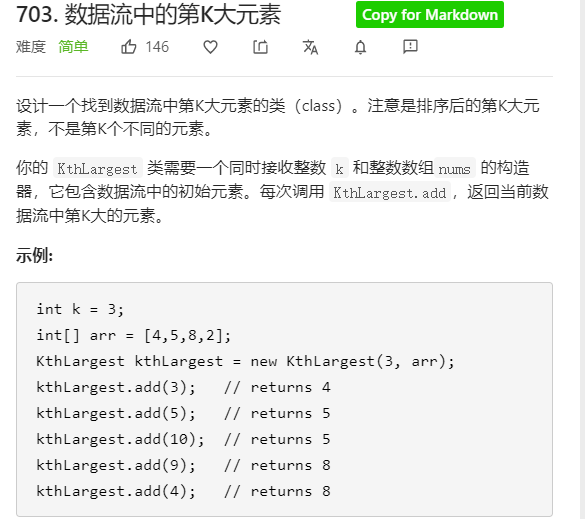 703. 数据流中的第K大元素
Copy for Markdown
难度 简单 146
设计一个找到数据流中第K大元素的类（class）。注意是排序后的第K大元
素，不是第K个不同的元素。
你的 KthLargest 类需要一个同时接收整数 k 和整数数组nums 的构造
器，它包含数据流中的初始元素。每次调用 KthLargest.add，返回当前数
据流中第K大的元素。
示例:
int k = 3;
int[] arr = [4,5,8,2];
KthLargest kthLargest = new KthLargest(3, arr);
kthLargest.add(3);   // returns 4
kthLargest.add(5);   // returns 5
kthLargest.add(10);  // returns 5
kthLargest.add(9);   // returns 8
kthLargest.add(4);   // returns 8